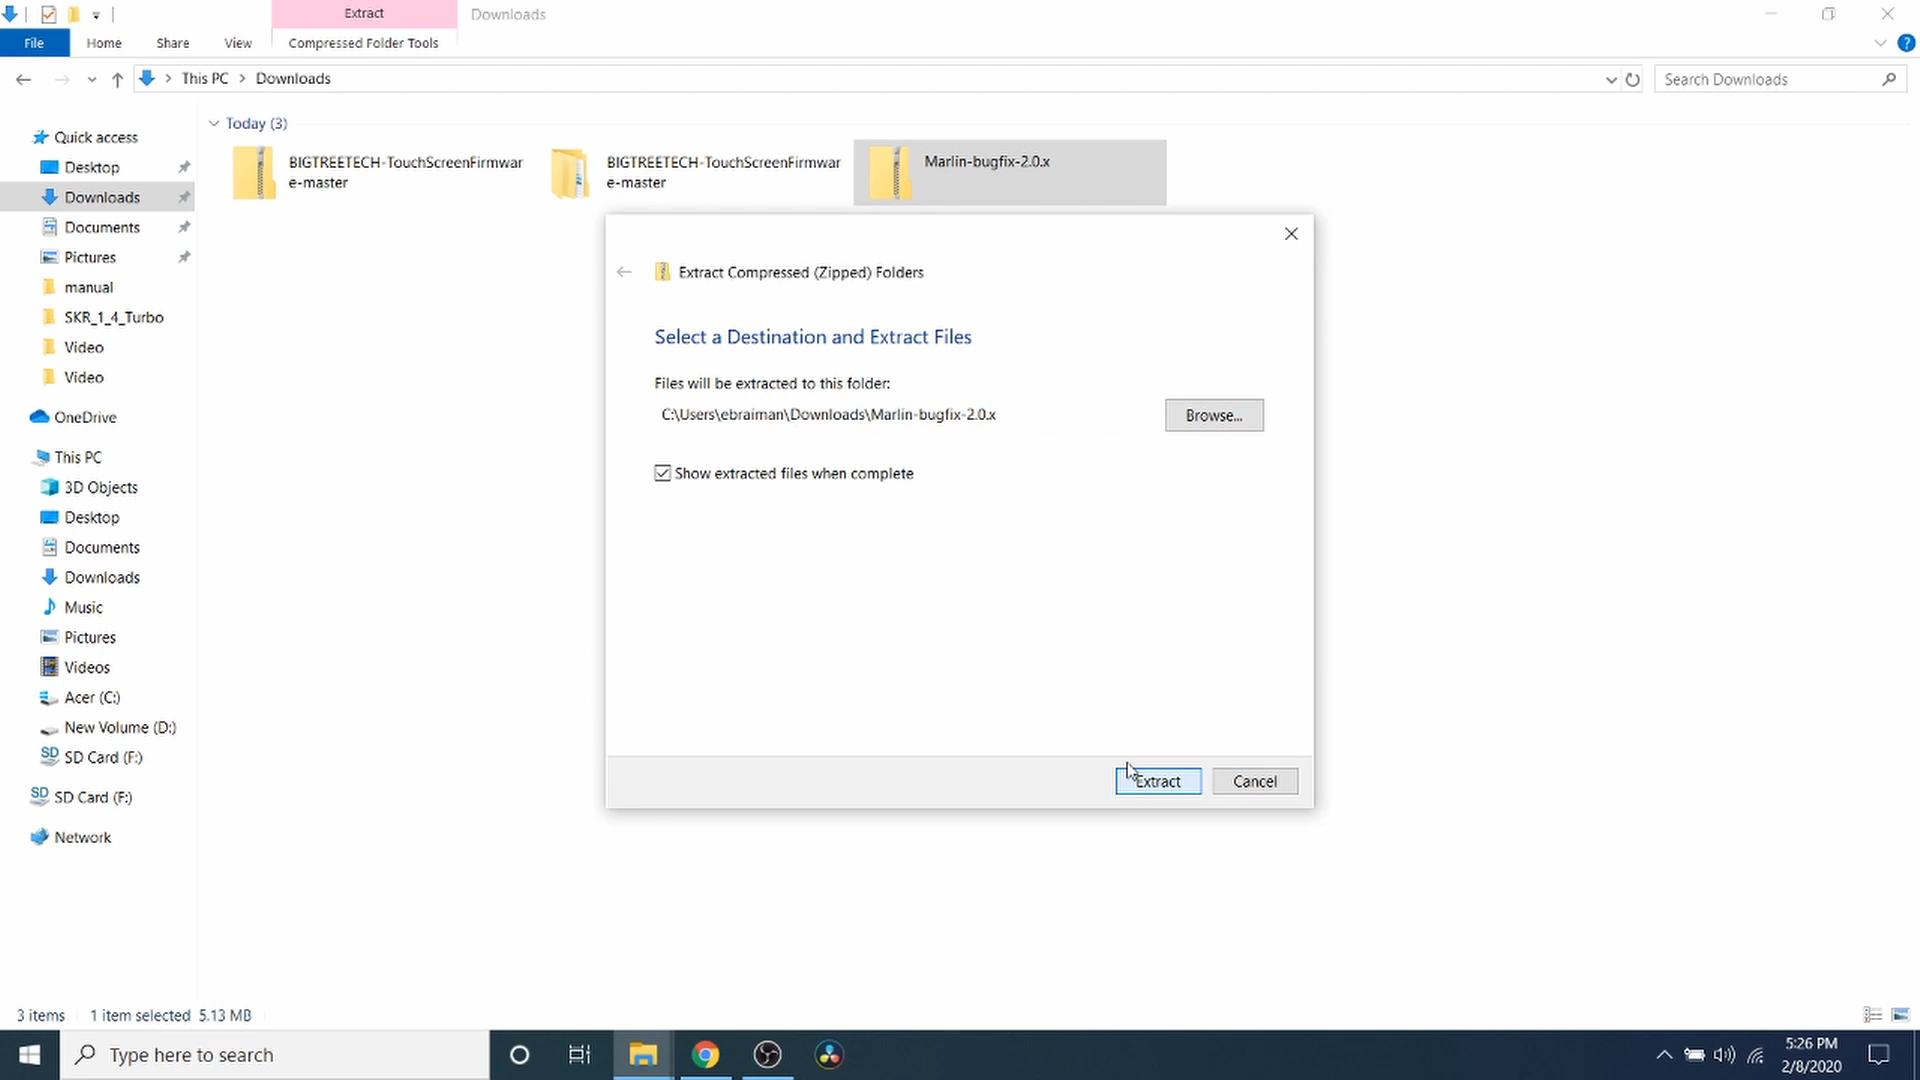 Extract
Downloads
File
Home
Share
View
Compressed Folder Tools
?
This PC
Downloads
Search Downloads
Quick access
Desktop
Downloads
Documents
Pictures
manual
SKR_1_4_Turbo
Video
Video
OneDrive
This PC
3D Objects
Desktop
Documents
Downloads
Music
Pictures
Videos
Acer (C:)
New Volume (D:)
SD
SD Card (F:)
SD
SD Card (F:)
Network
Today (3)
BIGTREETECH-TouchScreenFirmwar
e-master
BIGTREETECH-TouchScreenFirmwar
e-master
Marlin-bugfix-2.0.x
Extract Compressed (Zipped) Folders
Select a Destination and Extract Files
Files will be extracted to this folder:
C:\Users\ebraiman\Downloads\Marlin-bugfix-2.0.x
Browse...
Show extracted files when complete
Extract
Cancel
3 items
1 item selected 5.13 MB
Type here to search
5:26 PM
2/8/2020